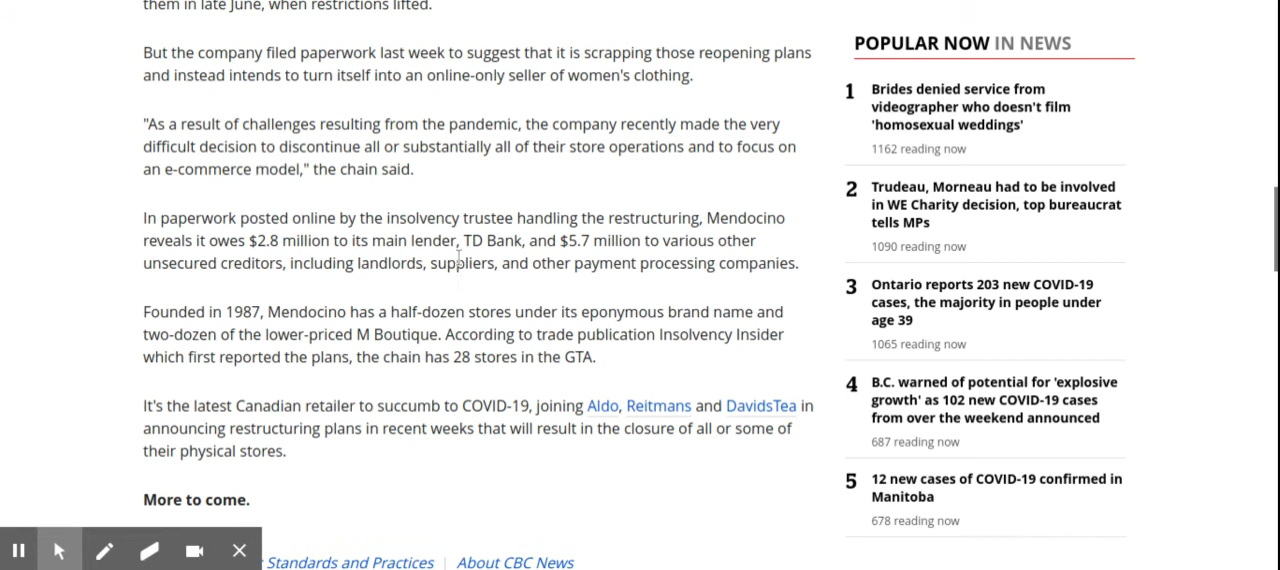 them in late June, when restrictions lifted.
But the company filed paperwork last week to suggest that it is scrapping those reopening plans
and instead intends to turn itself into an online-only seller of women's clothing.
"As a result of challenges resulting from the pandemic, the company recently made the very
difficult decision to discontinue all or substantially all of their store operations and to focus on
an e-commerce model," the chain said.
In paperwork posted online by the insolvency trustee handling the restructuring, Mendocino
reveals it owes $2.8 million to its main lender, TD Bank, and $5.7 million to various other
unsecured creditors, including landlords, suppliers, and other payment processing companies.
Founded in 1987, Mendocino has a half-dozen stores under its eponymous brand name and
two-dozen of the lower-priced M Boutique. According to trade publication Insolvency Insider
which first reported the plans, the chain has 28 stores in the GTA.
It's the latest Canadian retailer to succumb to COVID-19, joining Aldo, Reitmans and DavidsTea in
announcing restructuring plans in recent weeks that will result in the closure of all or some of
their physical stores.
More to come.
Standards and Practices | About CBC News
POPULAR NOW IN NEWS
1 Brides denied service from
videographer who doesn't film
'homosexual weddings'
1162 reading now
2 Trudeau, Morneau had to be involved
in WE Charity decision, top bureaucrat
tells MPs
1090 reading now
3 Ontario reports 203 new COVID-19
cases, the majority in people under
age 39
1065 reading now
4 B.C. warned of potential for 'explosive
growth' as 102 new COVID-19 cases
from over the weekend announced
687 reading now
5 12 new cases of COVID-19 confirmed in
Manitoba
678 reading now